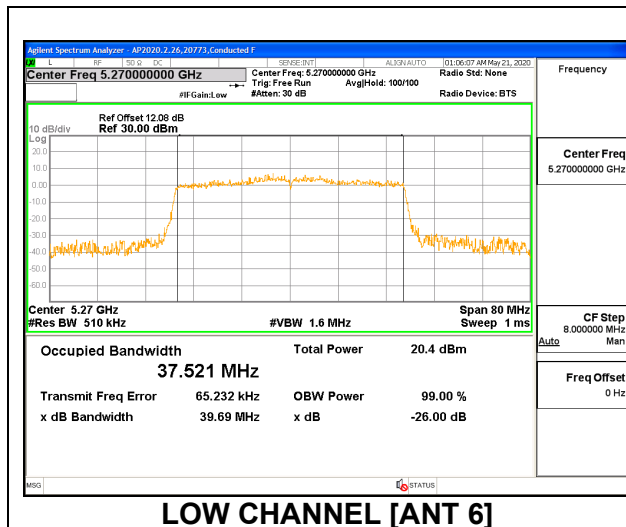 Agilent Spectrum Analyzer - AP2020.2.26,20773,Conducted F
L RF 50 Ω DC SENSE:INT ALIGN AUTO 01:06:07 AM May 21, 2020
Center Freq 5.270000000 GHz Center Freq: 5.270000000 GHz Radio Std: None
Trig: Free Run Avg|Hold: 100/100
#IFGain:Low #Atten: 30 dB Radio Device: BTS
Frequency
Ref Offset 12.08 dB
10 dB/div Ref 30.00 dBm
Log
20.0
10.0
0.00
-10.0
-20.0
-30.0
-40.0
-50.0
-60.0
Center Freq
5.270000000 GHz
Center 5.27 GHz Span 80 MHz
#Res BW 510 kHz #VBW 1.6 MHz Sweep 1 ms
CF Step
8.000000 MHz
Auto Man
Occupied Bandwidth Total Power 20.4 dBm
37.521 MHz
Transmit Freq Error 65.232 kHz OBW Power 99.00 %
x dB Bandwidth 39.69 MHz x dB -26.00 dB
Freq Offset
0 Hz
MSG STATUS
LOW CHANNEL [ANT 6]